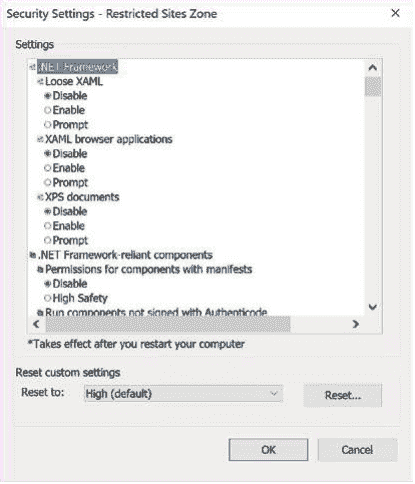 Security Settings - Restricted Sites Zone
Settings
.NET Framework
Loose XAML
Disable
Enable
Prompt
XAML browser applications
Disable
Enable
Prompt
XPS documents
Disable
Enable
Prompt
.NET Framework-reliant components
Permissions for components with manifests
Disable
High Safety
Run components not signed with Authenticode
*Takes effect after you restart your computer
Reset custom settings
Reset to: High (default) Reset...
OK Cancel